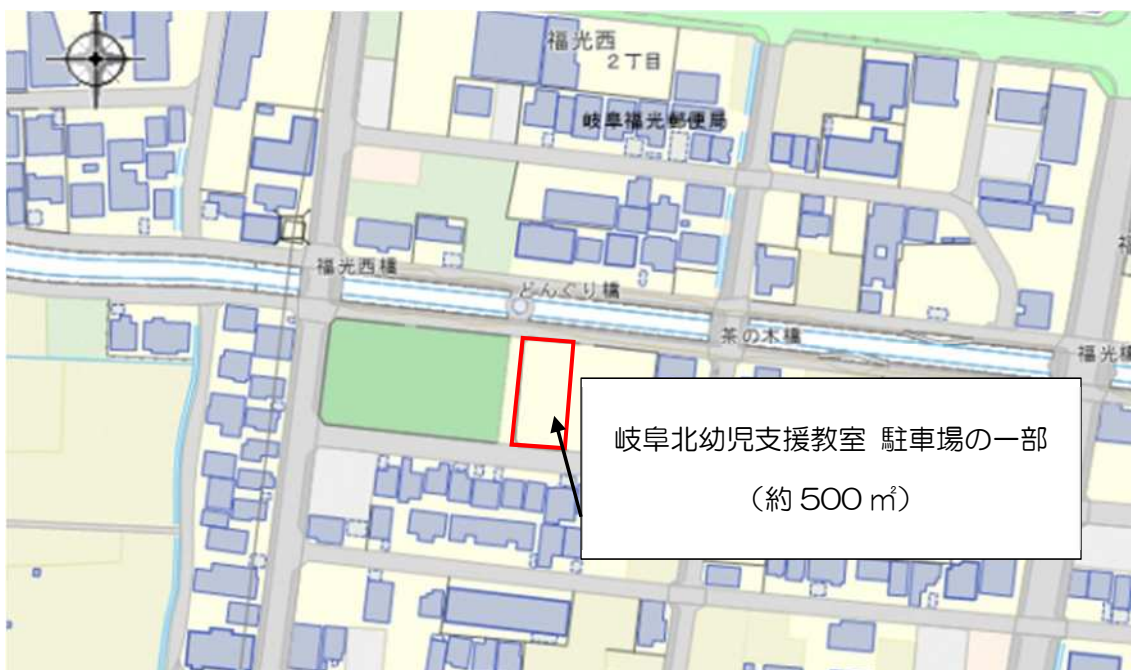 福光西
2丁目
岐阜福光郵便局
福光西橋
どんぐり橋
茶の木橋
福光橋
岐阜北幼児支援教室 駐車場の一部
（約 500 ㎡）